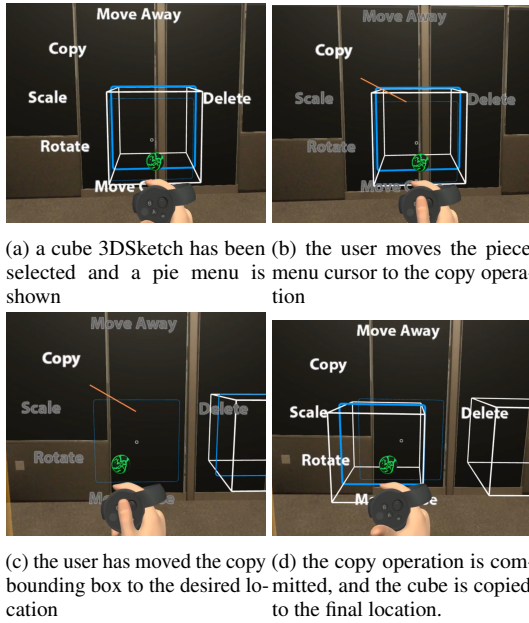 Move Away
Copy
Scale
Delete
Rotate
Move C
Move Away
Copy
Scale
Delete
Rotate
(a) a cube 3DSketch has been
selected and a pie menu is
shown
(b) the user moves the piece
menu cursor to the copy opera-
tion
Move Away
Copy
Scale
Delete
Rotate
Move Away
Copy
Scale
Delete
Rotate
(c) the user has moved the copy
bounding box to the desired lo-
cation
(d) the copy operation is com-
mitted, and the cube is copied
to the final location.